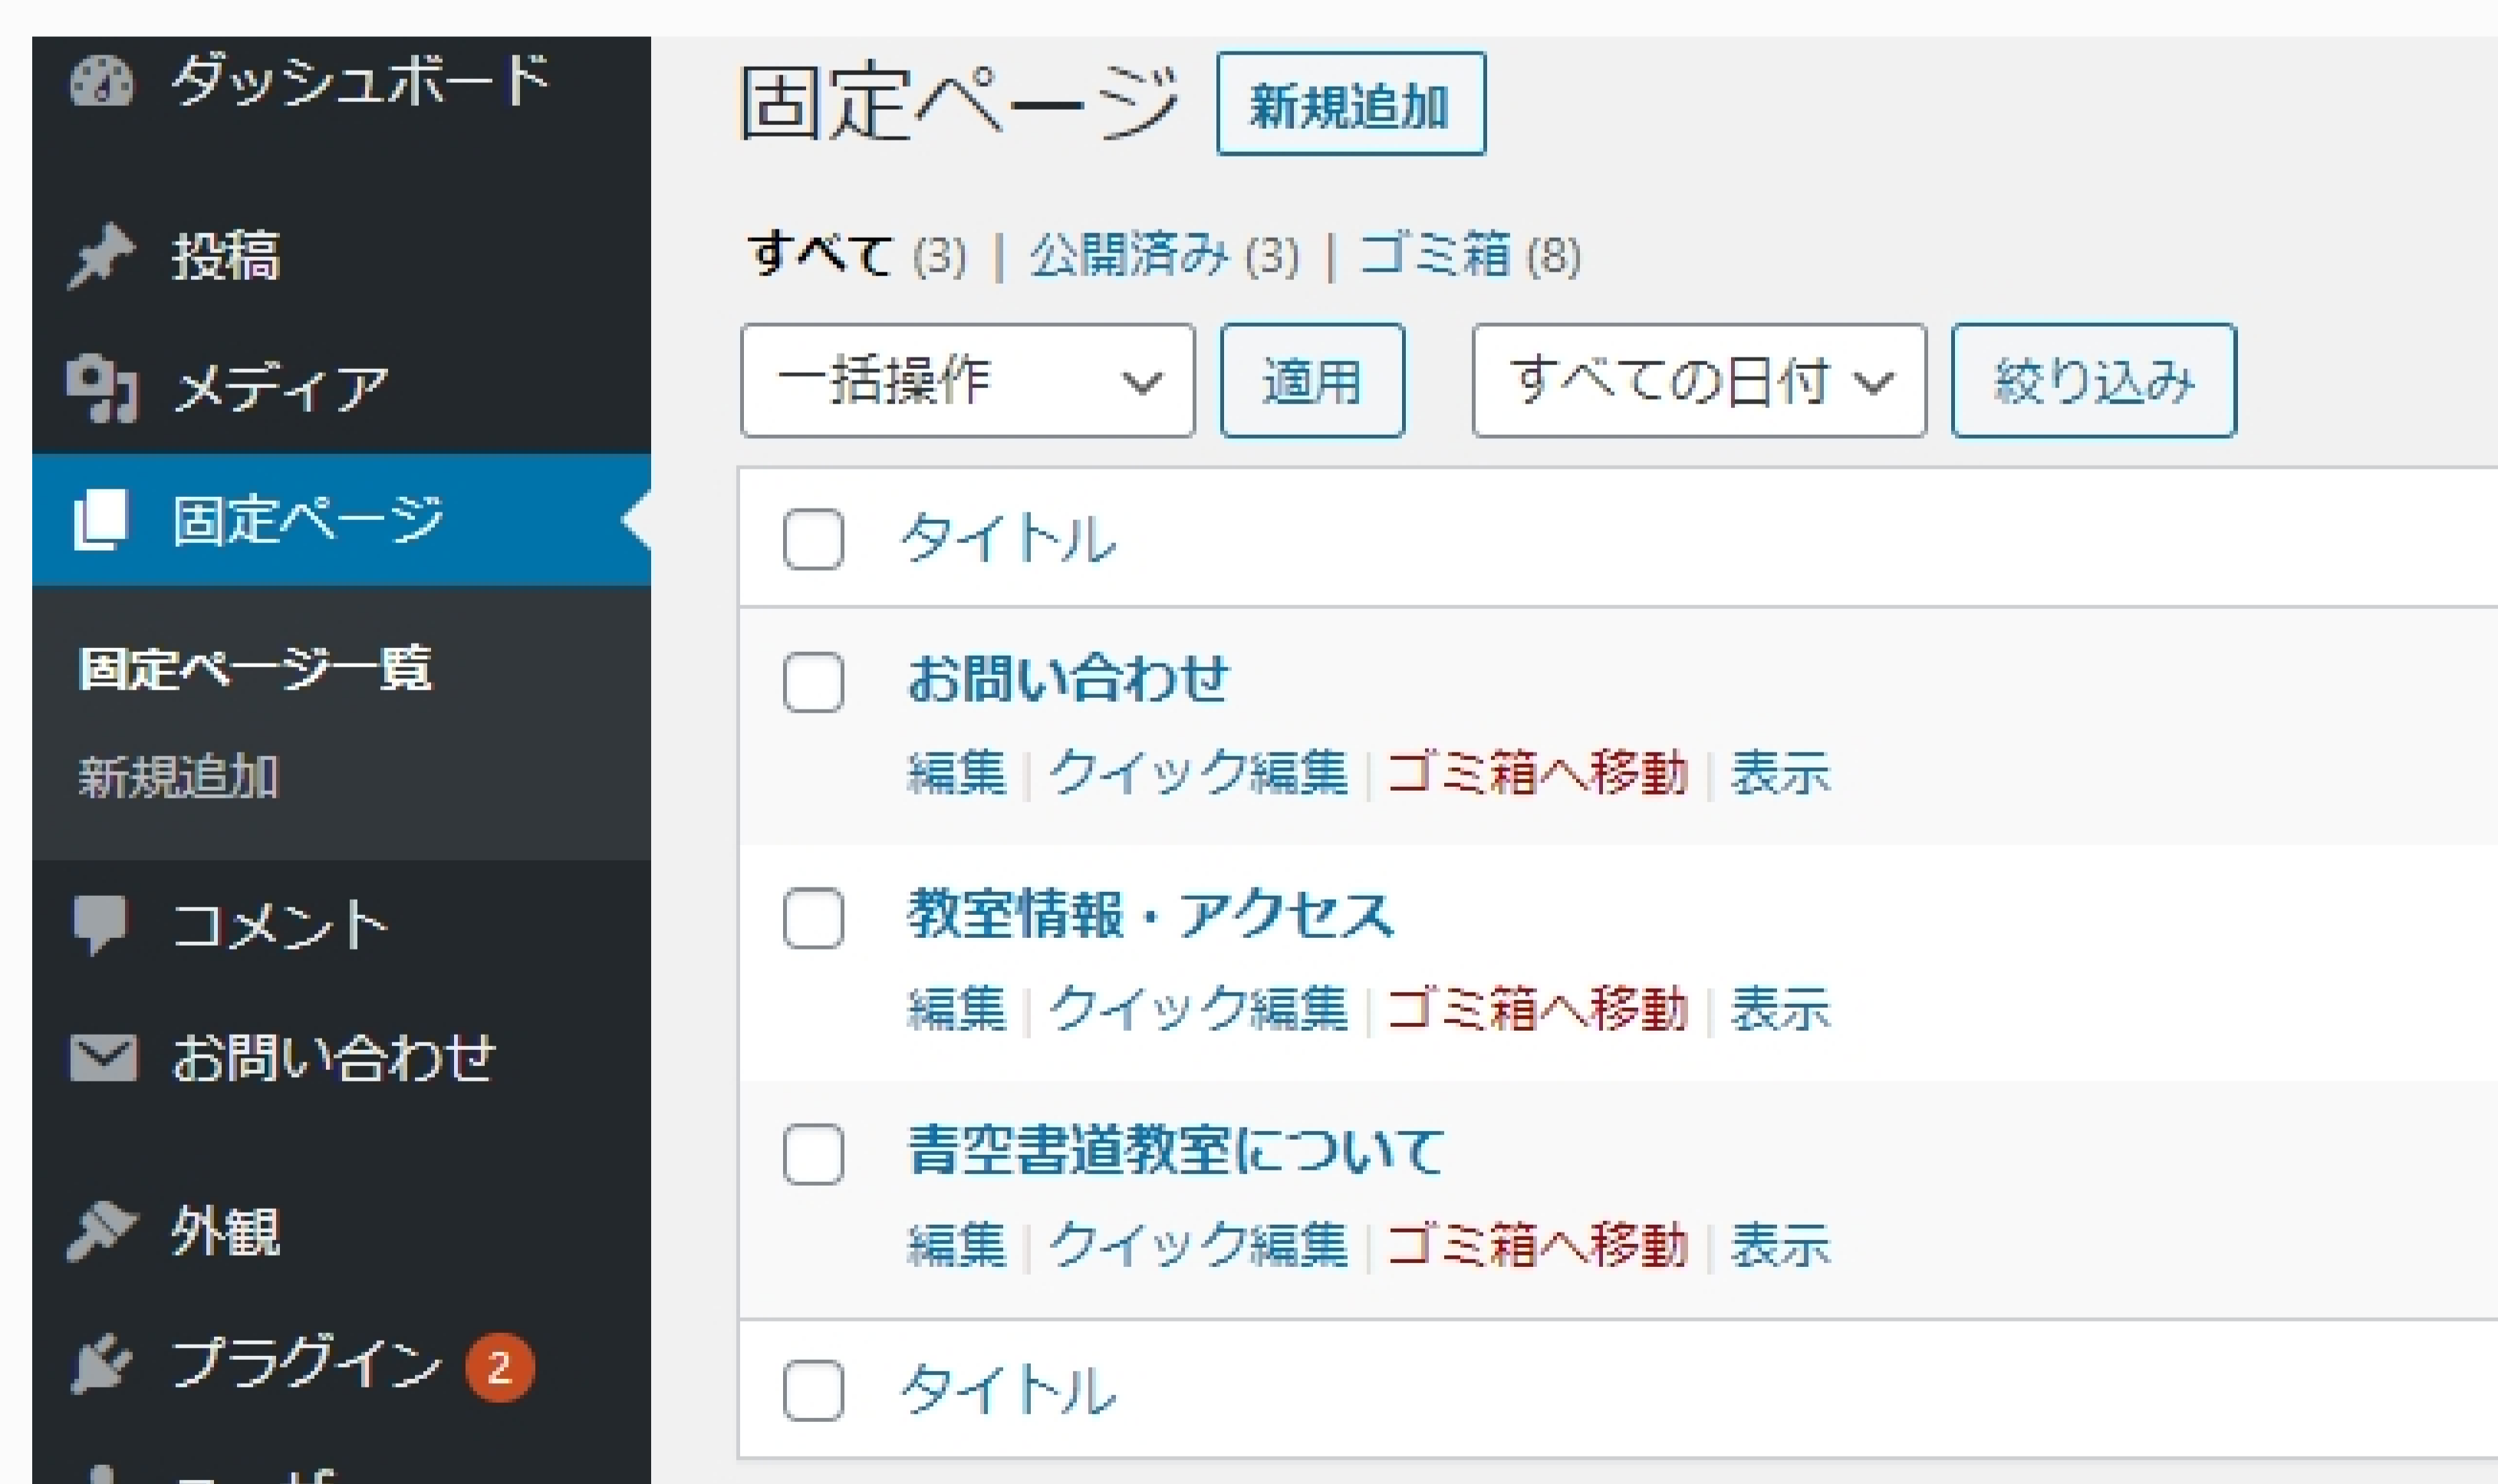 ダッシュボード
投稿
メディア
固定ページ
固定ページ一覧
新規追加
コメント
お問い合わせ
外観
プラグイン 2
固定ページ 新規追加
すべて (3) | 公開済み (3) | ゴミ箱 (8)
一括操作 適用 すべての日付 絞り込み
タイトル
お問い合わせ
編集 | クイック編集 | ゴミ箱へ移動 | 表示
教室情報・アクセス
編集 | クイック編集 | ゴミ箱へ移動 | 表示
青空書道教室について
編集 | クイック編集 | ゴミ箱へ移動 | 表示
タイトル